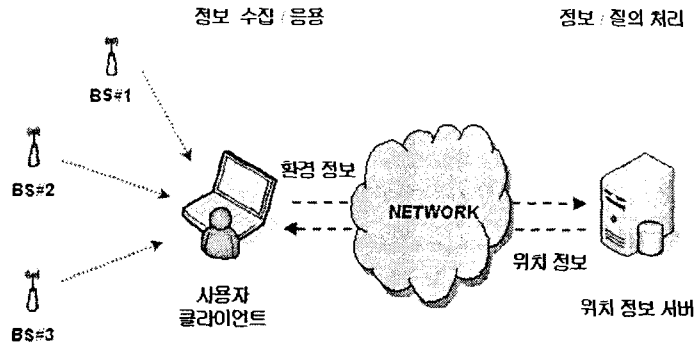 정보 수집 / 응용
정보 / 질의 처리
BS#1
BS#2
BS#3
환경 정보
NETWORK
위치 정보
사용자
클라이언트
위치 정보 서버